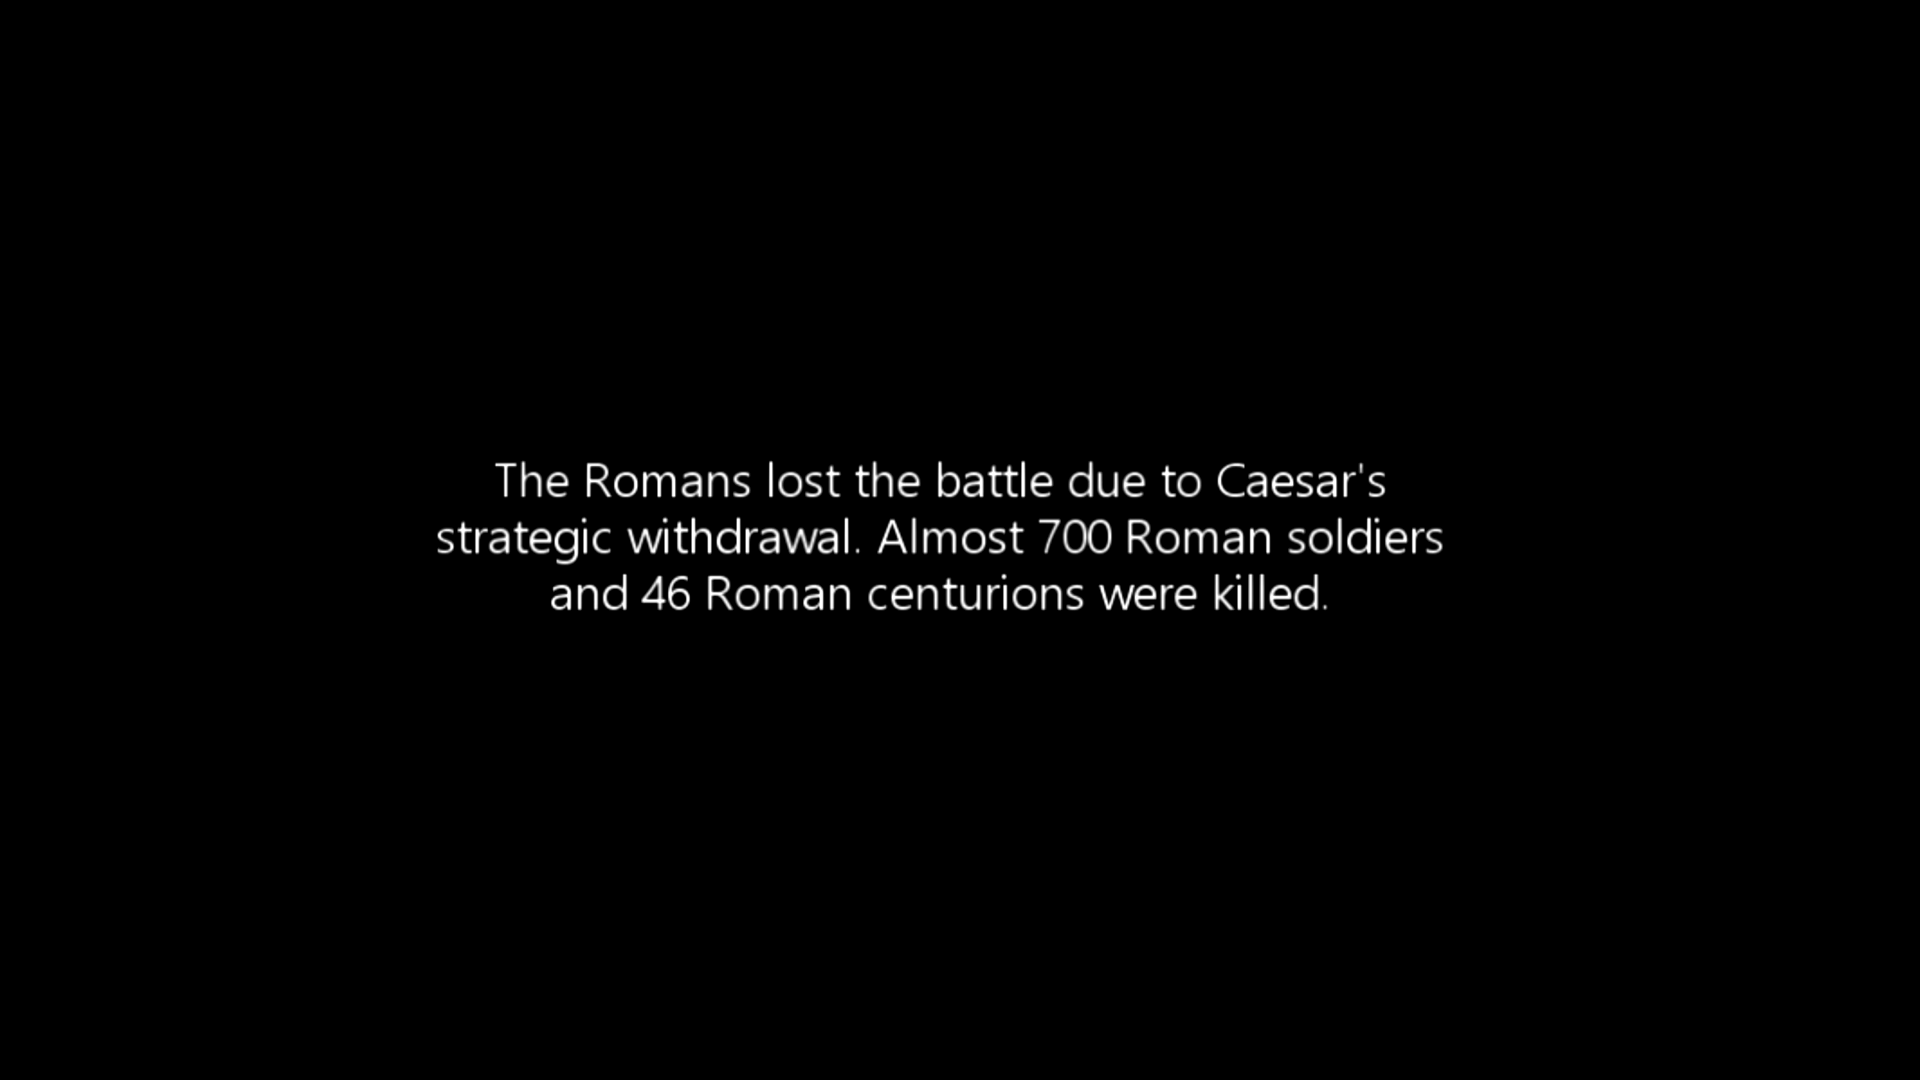 The Romans lost the battle due to Caesar's
strategic withdrawal. Almost 700 Roman soldiers
and 46 Roman centurions were killed.